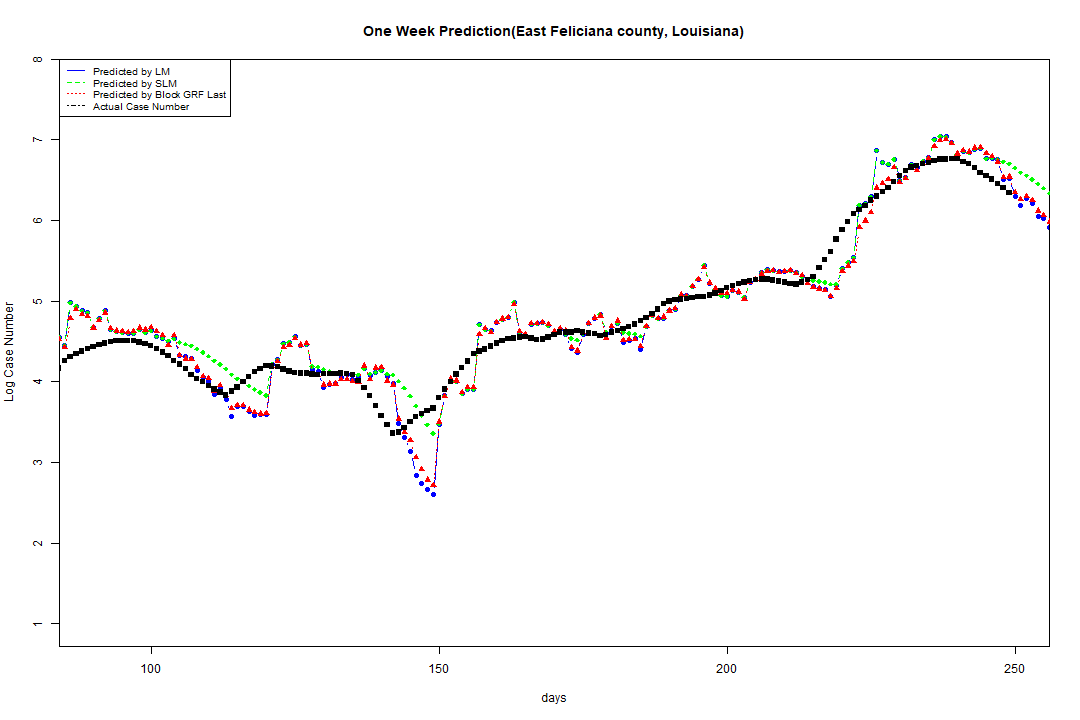 One Week Prediction(East Feliciana county, Louisiana)
Predicted by LM
Predicted by SLM
Predicted by Block GRF Last
Actual Case Number
8
7
6
5
4
3
2
1
Log Case Number
100
150
200
250
days